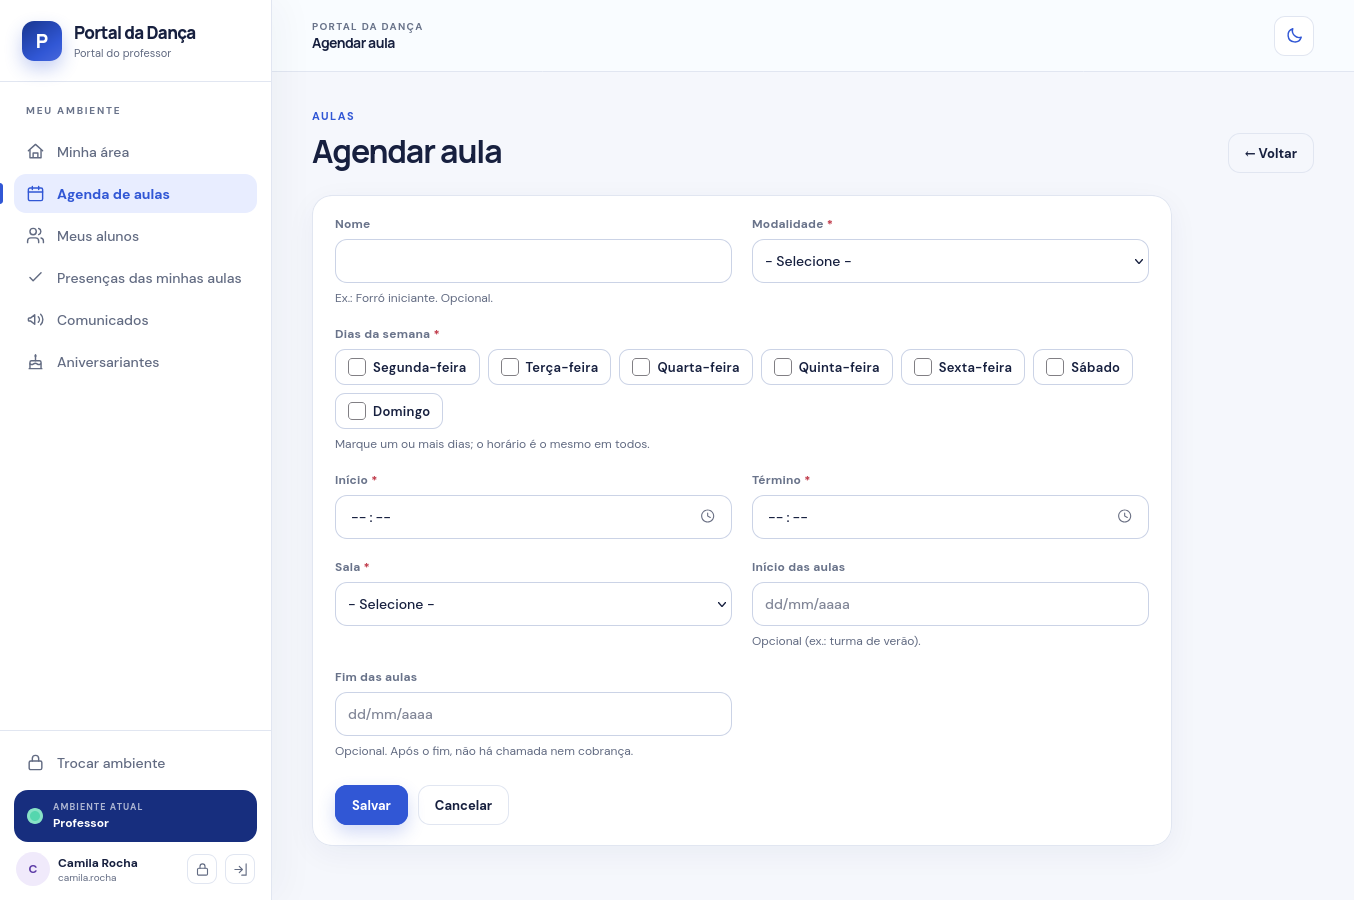 P
Portal da Dança
Portal do professor
MEU AMBIENTE
Minha área
Agenda de aulas
Meus alunos
Presenças das minhas aulas
Comunicados
Aniversariantes
Trocar ambiente
AMBIENTE ATUAL
Professor
C
Camila Rocha
camila.rocha
PORTAL DA DANÇA
Agendar aula
AULAS
Agendar aula
← Voltar
Nome
Modalidade *
– Selecione –
Ex.: Forró iniciante. Opcional.
Dias da semana *
Segunda-feira
Terça-feira
Quarta-feira
Quinta-feira
Sexta-feira
Sábado
Domingo
Marque um ou mais dias; o horário é o mesmo em todos.
Início *
Término *
--:--
--:--
Sala *
Início das aulas
– Selecione –
dd/mm/aaaa
Opcional (ex.: turma de verão).
Fim das aulas
dd/mm/aaaa
Opcional. Após o fim, não há chamada nem cobrança.
Salvar
Cancelar